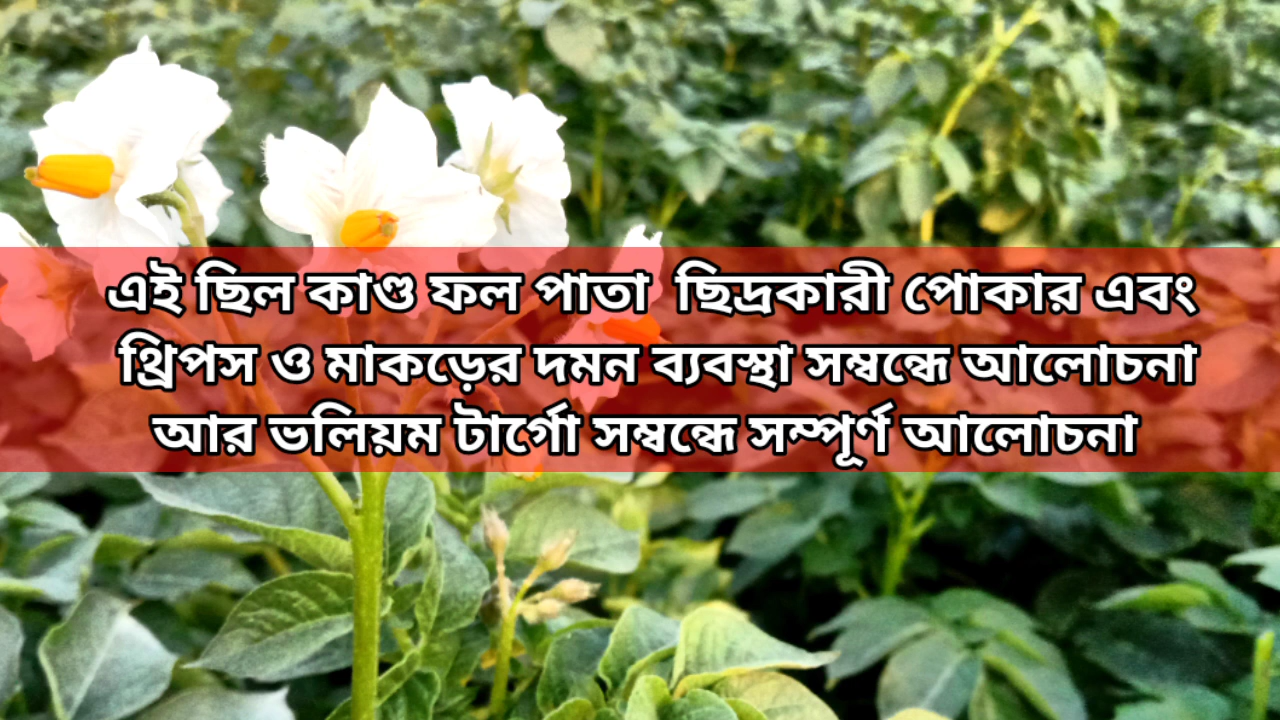 এই ছিল কাণ্ড ফল পাতা ছিদ্রকারী পোকার এবং
থ্রিপস ও মাকড়ের দমন ব্যবস্থা সম্বন্ধে আলোচনা
আর ভলিয়ম টার্গো সম্বন্ধে সম্পূর্ণ আলোচনা